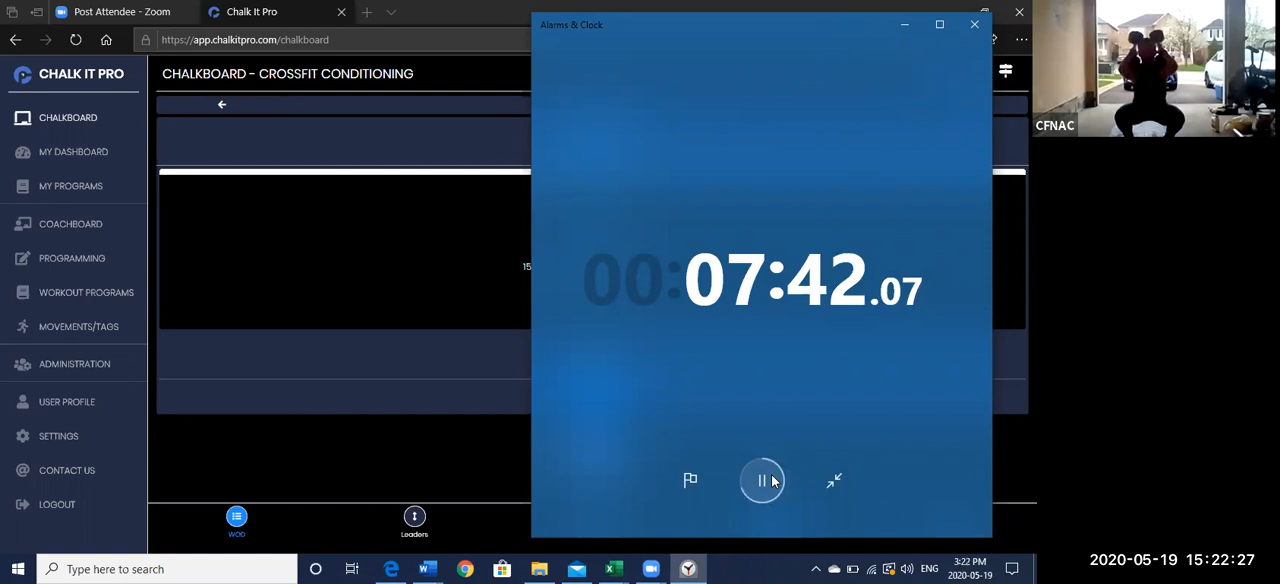 Post Attendee - Zoom
Chalk It Pro
https://app.chalkitpro.com/chalkboard
CHALK IT PRO
CHALKBOARD - CROSSFIT CONDITIONING
CHALKBOARD
MY DASHBOARD
MY PROGRAMS
COACHBOARD
PROGRAMMING
WORKOUT PROGRAMS
MOVEMENTS/TAGS
ADMINISTRATION
USER PROFILE
SETTINGS
CONTACT US
LOGOUT
15
WOD
Leaders
Alarms & Clock
00:07:42.07
CFNAC
Type here to search
ENG
3:22 PM
2020-05-19
2020-05-19 15:22:27